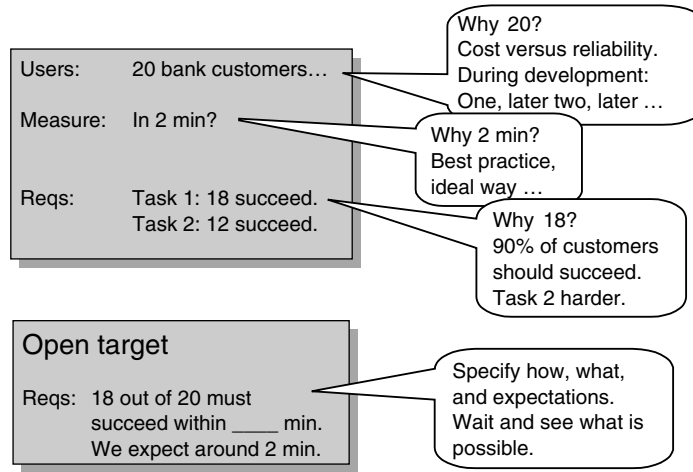 Users: 20 bank customers…
Measure: In 2 min?
Reqs: Task 1: 18 succeed.
Task 2: 12 succeed.
Why 20?
Cost versus reliability.
During development:
One, later two, later …
Why 2 min?
Best practice,
ideal way …
Why 18?
90% of customers
should succeed.
Task 2 harder.
Open target
Reqs: 18 out of 20 must
succeed within ____ min.
We expect around 2 min.
Specify how, what,
and expectations.
Wait and see what is
possible.